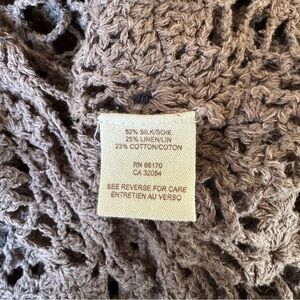 52% SILK/SOIE
25% LINEN/LIN
23% COTTON/COTON
RN 66170
CA 32054
SEE REVERSE FOR CARE
ENTRETIEN AU VERSO